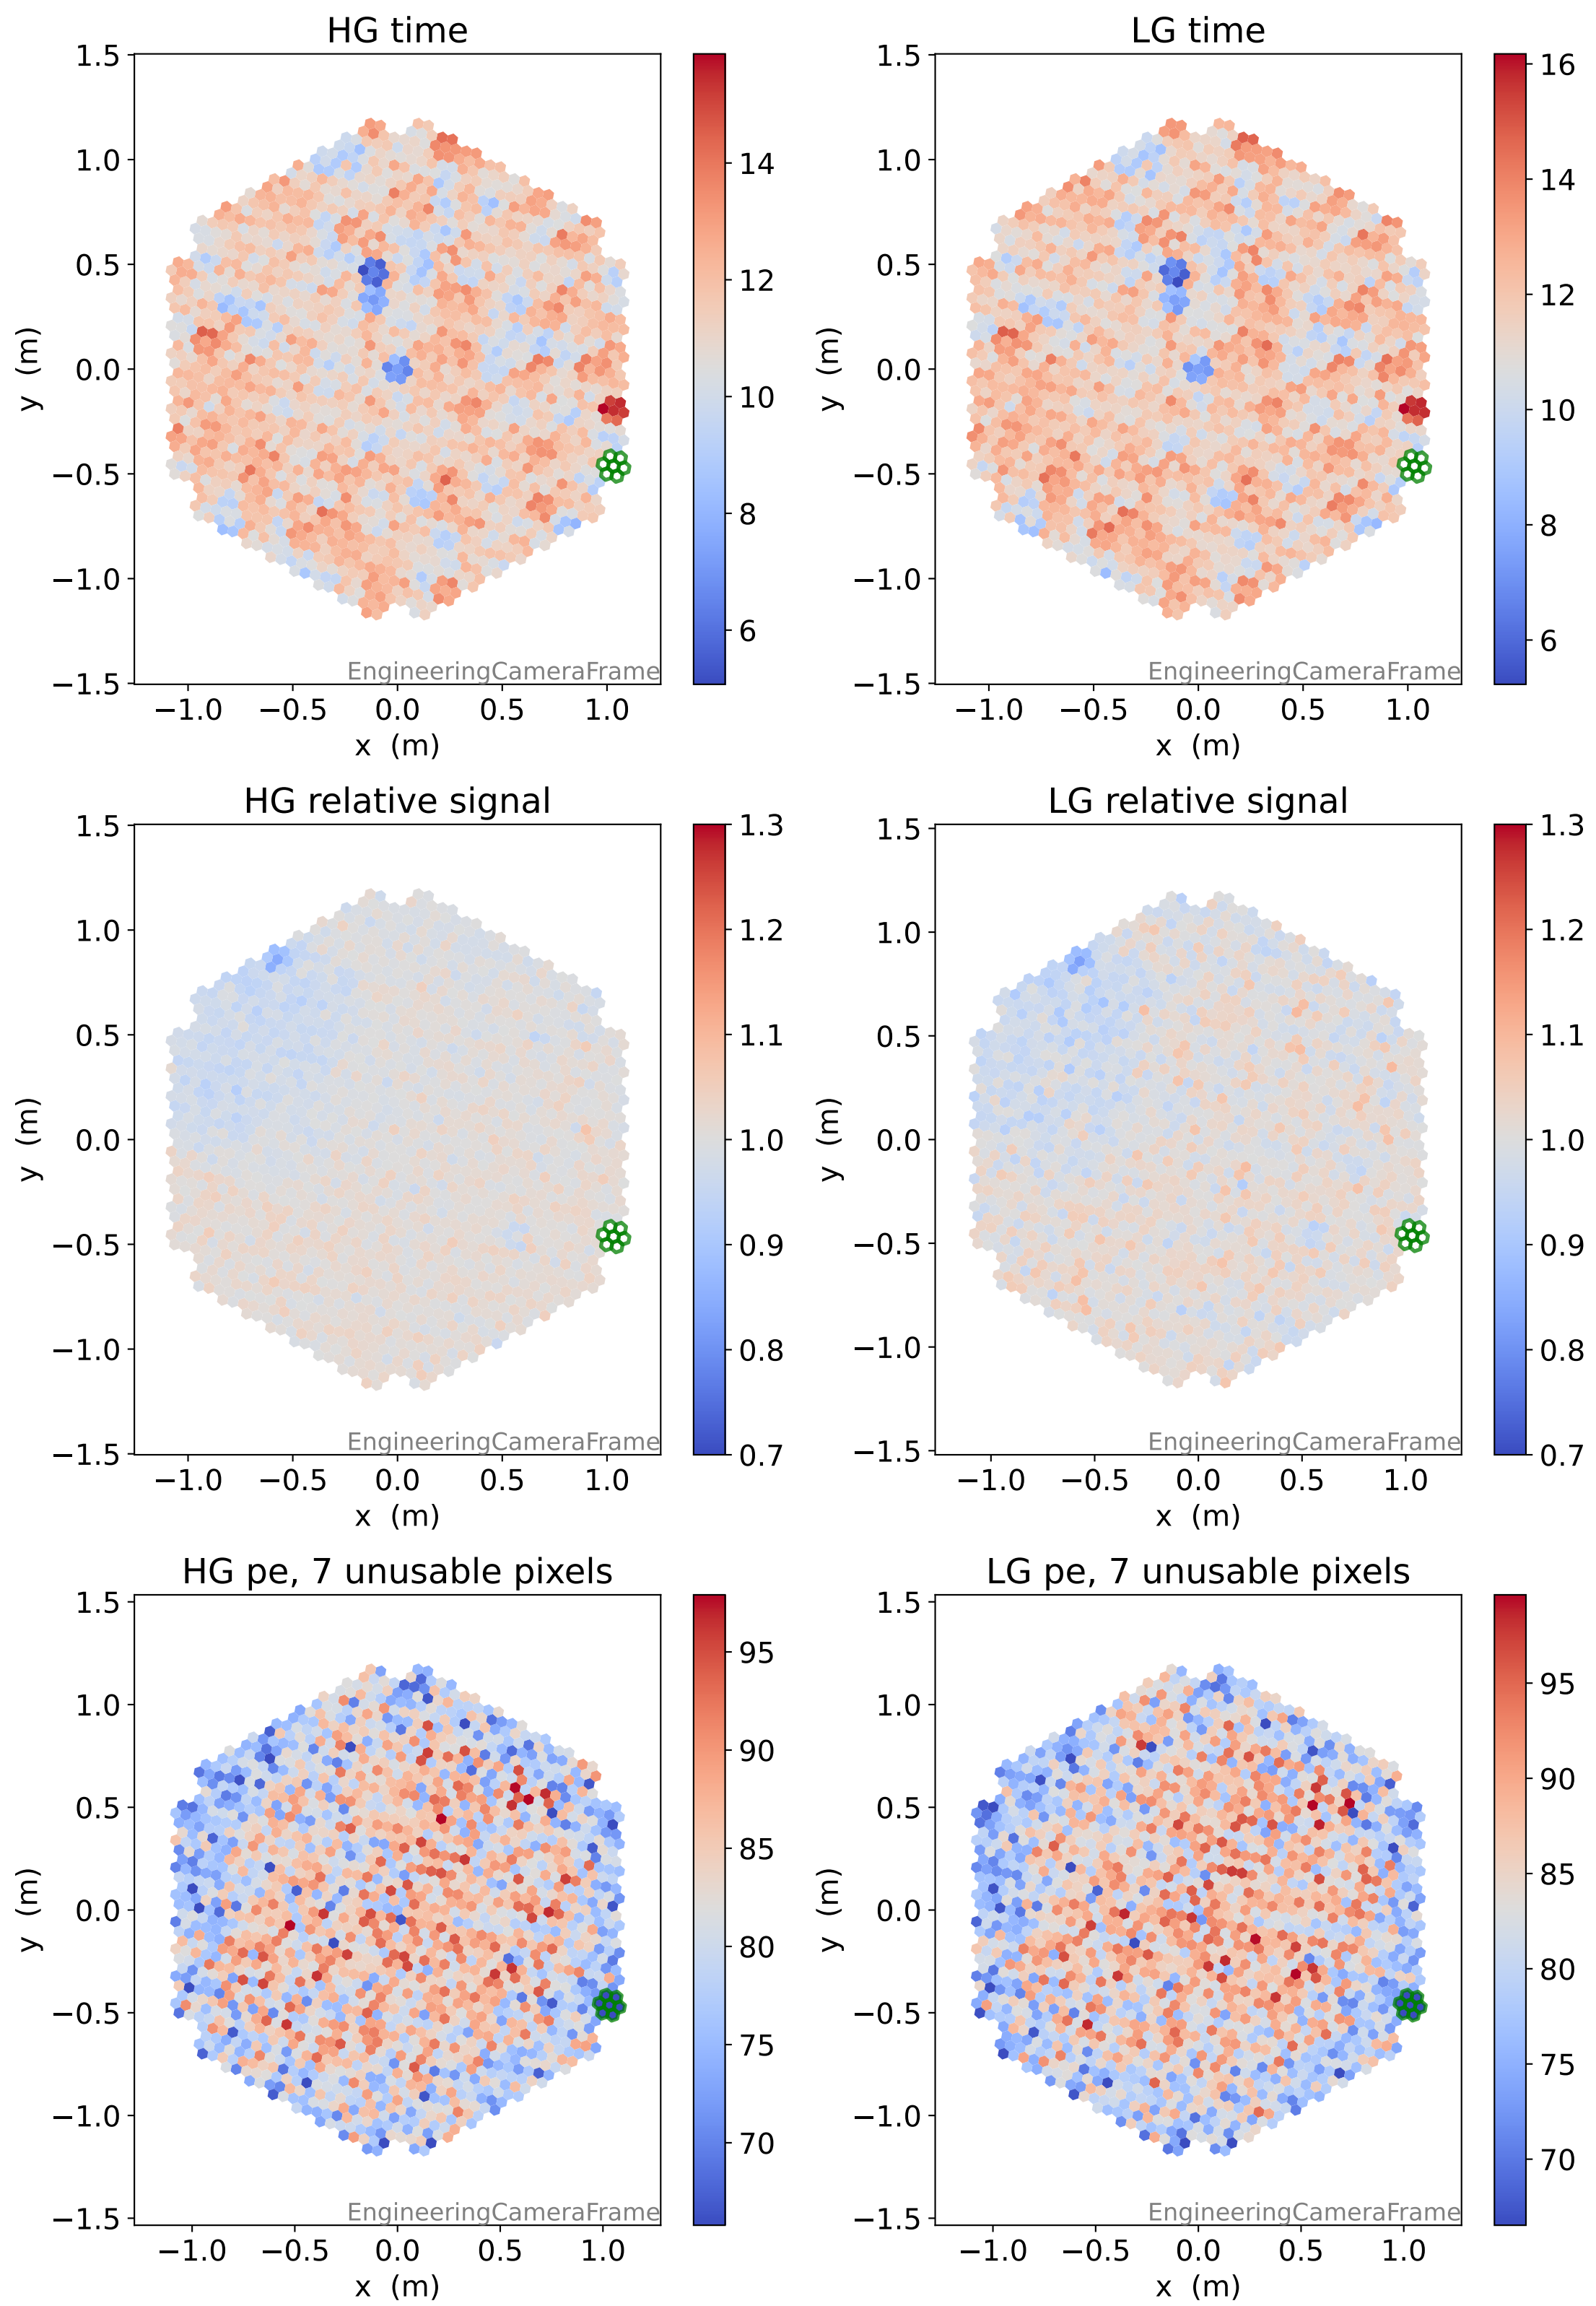 HG time
LG time
1.5
1.0
0.5
0.0
−0.5
−1.0
−1.5
y (m)
−1.0 −0.5 0.0 0.5 1.0
x (m)
EngineeringCameraFrame
14
12
10
8
6
1.5
1.0
0.5
0.0
−0.5
−1.0
−1.5
y (m)
−1.0 −0.5 0.0 0.5 1.0
x (m)
EngineeringCameraFrame
16
14
12
10
8
6
HG relative signal
LG relative signal
1.5
1.0
0.5
0.0
−0.5
−1.0
−1.5
y (m)
−1.0 −0.5 0.0 0.5 1.0
x (m)
EngineeringCameraFrame
1.3
1.2
1.1
1.0
0.9
0.8
0.7
1.5
1.0
0.5
0.0
−0.5
−1.0
−1.5
y (m)
−1.0 −0.5 0.0 0.5 1.0
x (m)
EngineeringCameraFrame
1.3
1.2
1.1
1.0
0.9
0.8
0.7
HG pe, 7 unusable pixels
LG pe, 7 unusable pixels
1.5
1.0
0.5
0.0
−0.5
−1.0
−1.5
y (m)
−1.0 −0.5 0.0 0.5 1.0
x (m)
EngineeringCameraFrame
95
90
85
80
75
70
1.5
1.0
0.5
0.0
−0.5
−1.0
−1.5
y (m)
−1.0 −0.5 0.0 0.5 1.0
x (m)
EngineeringCameraFrame
95
90
85
80
75
70